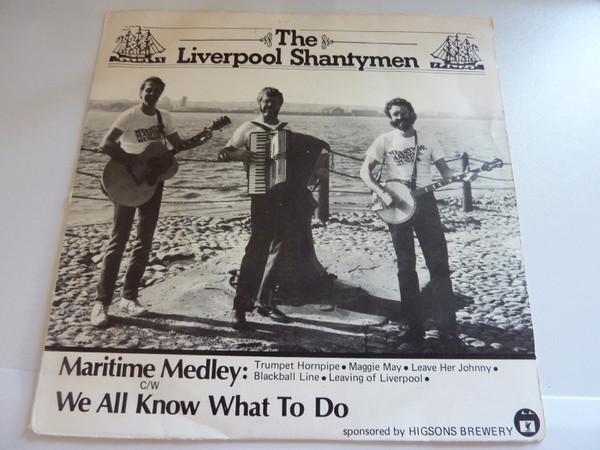 The
Liverpool Shantymen
Maritime Medley: Trumpet Hornpipe • Maggie May • Leave Her Johnny •
Blackball Line • Leaving of Liverpool •
C/W
We All Know What To Do
sponsored by HIGSONS BREWERY